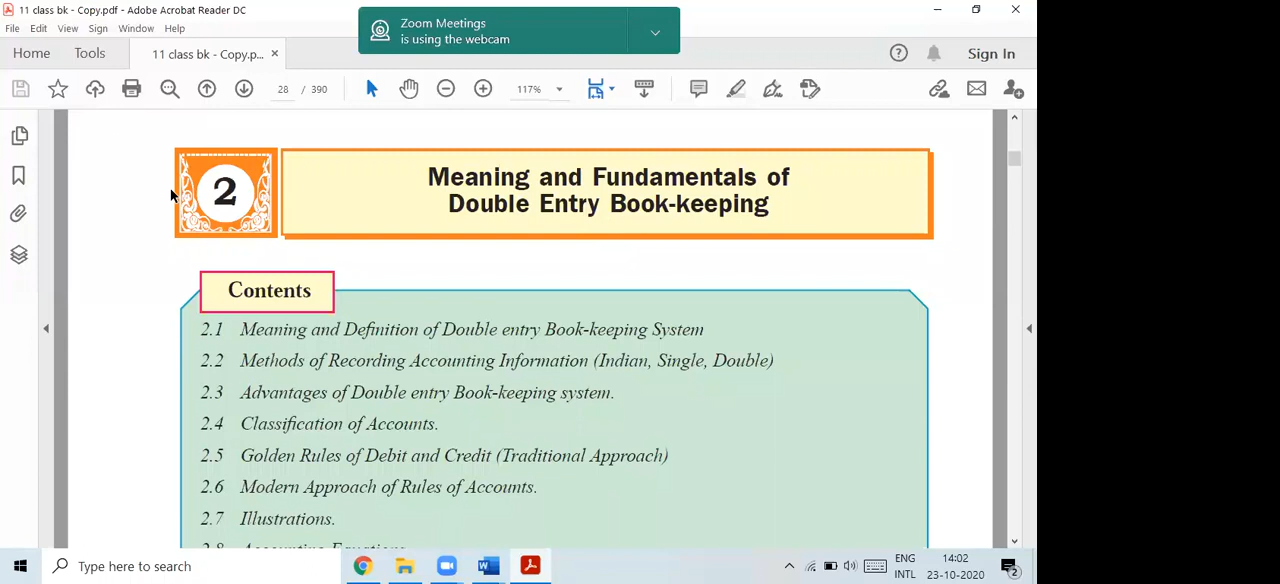 11 class bk - Copy.pdf - Adobe Acrobat Reader DC
File Edit View Sign Window Help
Zoom Meetings
is using the webcam
Home Tools 11 class bk - Copy.p... × Sign In
28 / 390 117%
2
Meaning and Fundamentals of
Double Entry Book-keeping
Contents
2.1 Meaning and Definition of Double entry Book-keeping System
2.2 Methods of Recording Accounting Information (Indian, Single, Double)
2.3 Advantages of Double entry Book-keeping system.
2.4 Classification of Accounts.
2.5 Golden Rules of Debit and Credit (Traditional Approach)
2.6 Modern Approach of Rules of Accounts.
2.7 Illustrations.
2.8 Accounting Equations
Type here to search
ENG
INTL
14:02
23-10-2020
2